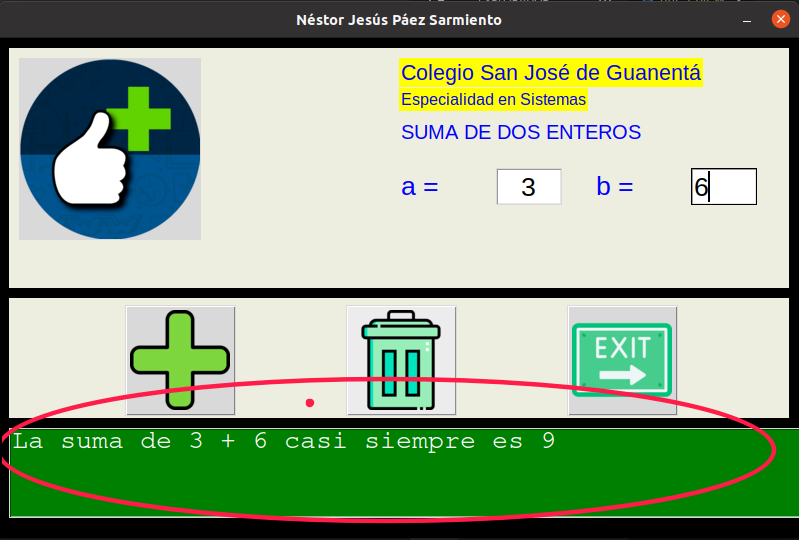 Néstor Jesús Páez Sarmiento
Colegio San José de Guanentá
Especialidad en Sistemas
SUMA DE DOS ENTEROS
a = 3 b = 6
EXIT
La suma de 3 + 6 casi siempre es 9